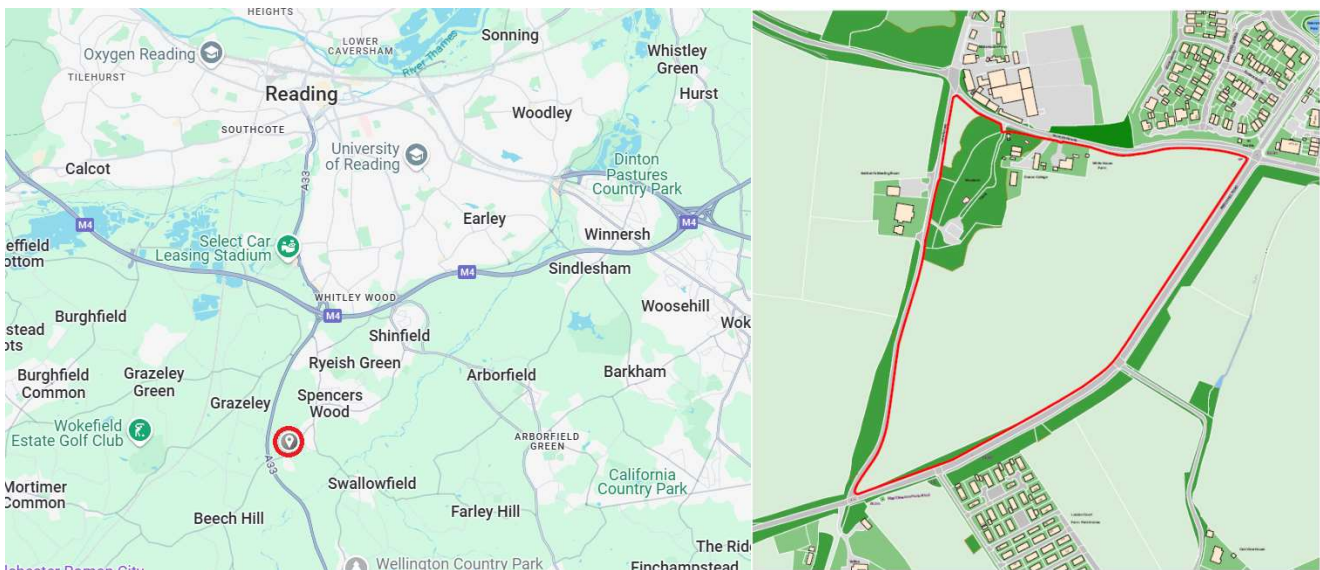 HEIGHTS
LOWER
CAVERSHAM
Sonning
Oxygen Reading
River Thames
Whistley
Green
TILEHURST
Reading
Hurst
Woodley
SOUTHCOTE
University
of Reading
Calcot
A33
Dinton
Pastures
Country Park
M4
Earley
M4
effield
ottom
Select Car
Leasing Stadium
Winnersh
M4
Sindlesham
WHITLEY WOOD
Woosehill
Burghfield
M4
Wok
stead
ots
Shinfield
Ryeish Green
Burghfield
Common
Grazeley
Green
Arborfield
Barkham
Grazeley
Spencers
Wood
Wokefield
Estate Golf Club
ARBORFIELD
GREEN
A33
California
Country Park
Mortimer
Common
Swallowfield
Beech Hill
Farley Hill
The Rid
Wellington Country Park
Finchampstead
lchester Roman City